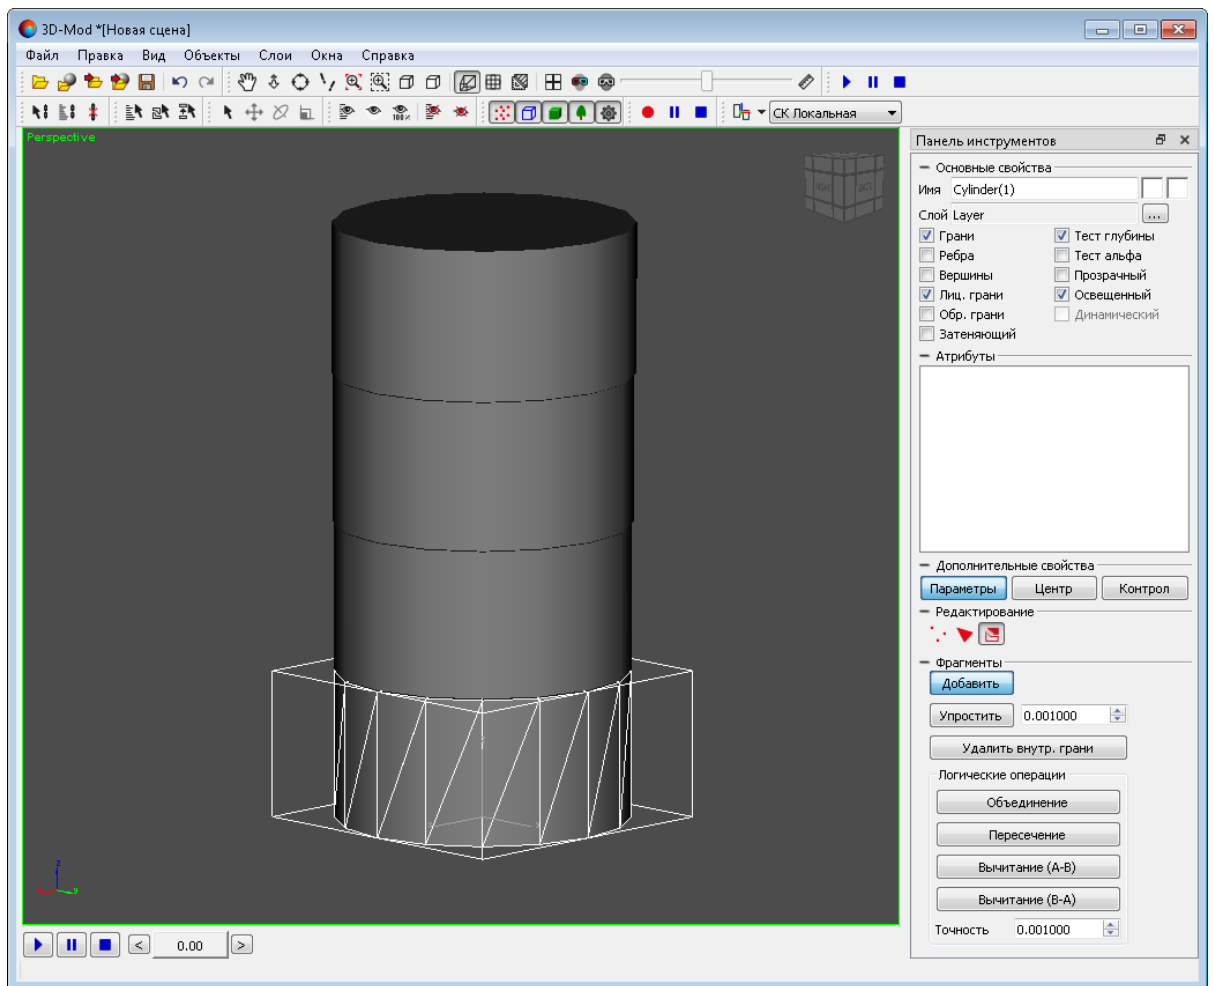 3D-Mod *[Новая сцена]
Файл Правка Вид Объекты Слои Окна Справка
100%
СК Локальная
Perspective
Панель инструментов
Основные свойства
Имя Cylinder(1)
Слой Layer ...
Грани Тест глубины
Ребра Тест альфа
Вершины Прозрачный
Лиц. грани Освещенный
Обр. грани Динамический
Затеняющий
Атрибуты
Дополнительные свойства
Параметры Центр Контрол
Редактирование
Фрагменты
Добавить
Упростить 0.001000
Удалить внутр. грани
Логические операции
Объединение
Пересечение
Вычитание (A-B)
Вычитание (B-A)
Точность 0.001000
z
y
< 0.00 >